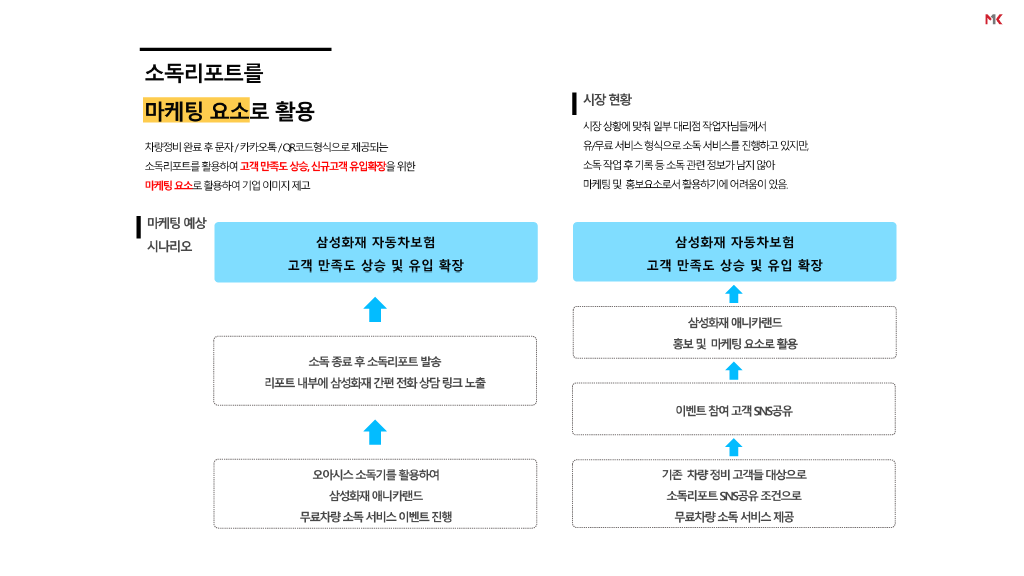 MK
소독리포트를
마케팅 요소로 활용
차량정비 완료 후 문자 / 카카오톡 / QR코드형식으로 제공되는
소독리포트를 활용하여 고객 만족도 상승, 신규고객 유입확장을 위한
마케팅 요소로 활용하여 기업 이미지 제고
시장 현황
시장 상황에 맞춰 일부 대리점 작업자님들께서
유/무료 서비스 형식으로 소독 서비스를 진행하고 있지만,
소독 작업 후 기록 등 소독 관련 정보가 남지 않아
마케팅 및 홍보요소로서 활용하기에 어려움이 있음.
마케팅 예상
시나리오
삼성화재 자동차보험
고객 만족도 상승 및 유입 확장
소독 종료 후 소독리포트 발송
리포트 내부에 삼성화재 간편 전화 상담 링크 노출
오아시스 소독기를 활용하여
삼성화재 애니카랜드
무료차량 소독 서비스 이벤트 진행
삼성화재 자동차보험
고객 만족도 상승 및 유입 확장
삼성화재 애니카랜드
홍보 및 마케팅 요소로 활용
이벤트 참여 고객 SNS공유
기존 차량 정비 고객들 대상으로
소독리포트 SNS공유 조건으로
무료차량 소독 서비스 제공